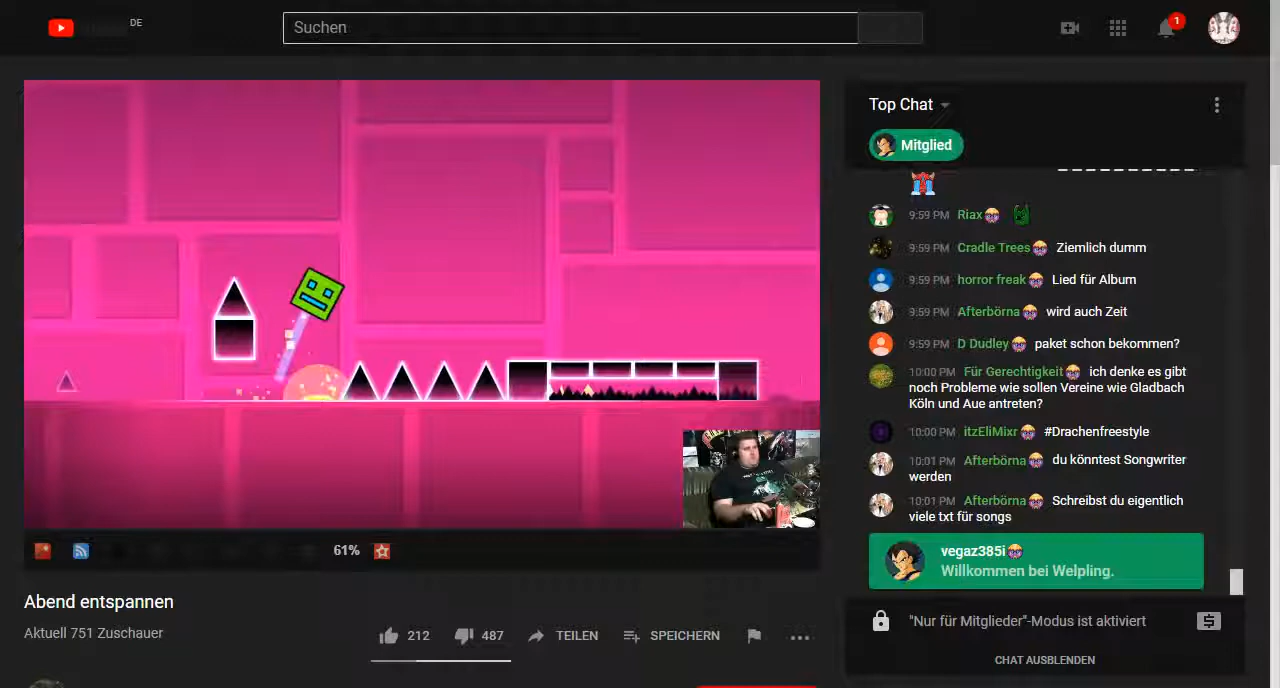 DE
Suchen
1
Top Chat
Mitglied
9:59 PM Riax
9:59 PM Cradle Trees Ziemlich dumm
9:59 PM horror freak Lied für Album
9:59 PM Afterbörna wird auch Zeit
9:59 PM D Dudley paket schon bekommen?
10:00 PM Für Gerechtigkeit ich denke es gibt
noch Probleme wie sollen Vereine wie Gladbach
Köln und Aue antreten?
10:00 PM itzEliMixr #Drachenfreestyle
10:01 PM Afterbörna du könntest Songwriter
werden
10:01 PM Afterbörna Schreibst du eigentlich
viele txt für songs
vegaz385i
Willkommen bei Welpling.
61%
Abend entspannen
Aktuell 751 Zuschauer
212 487 TEILEN SPEICHERN
"Nur für Mitglieder"-Modus ist aktiviert
CHAT AUSBLENDEN